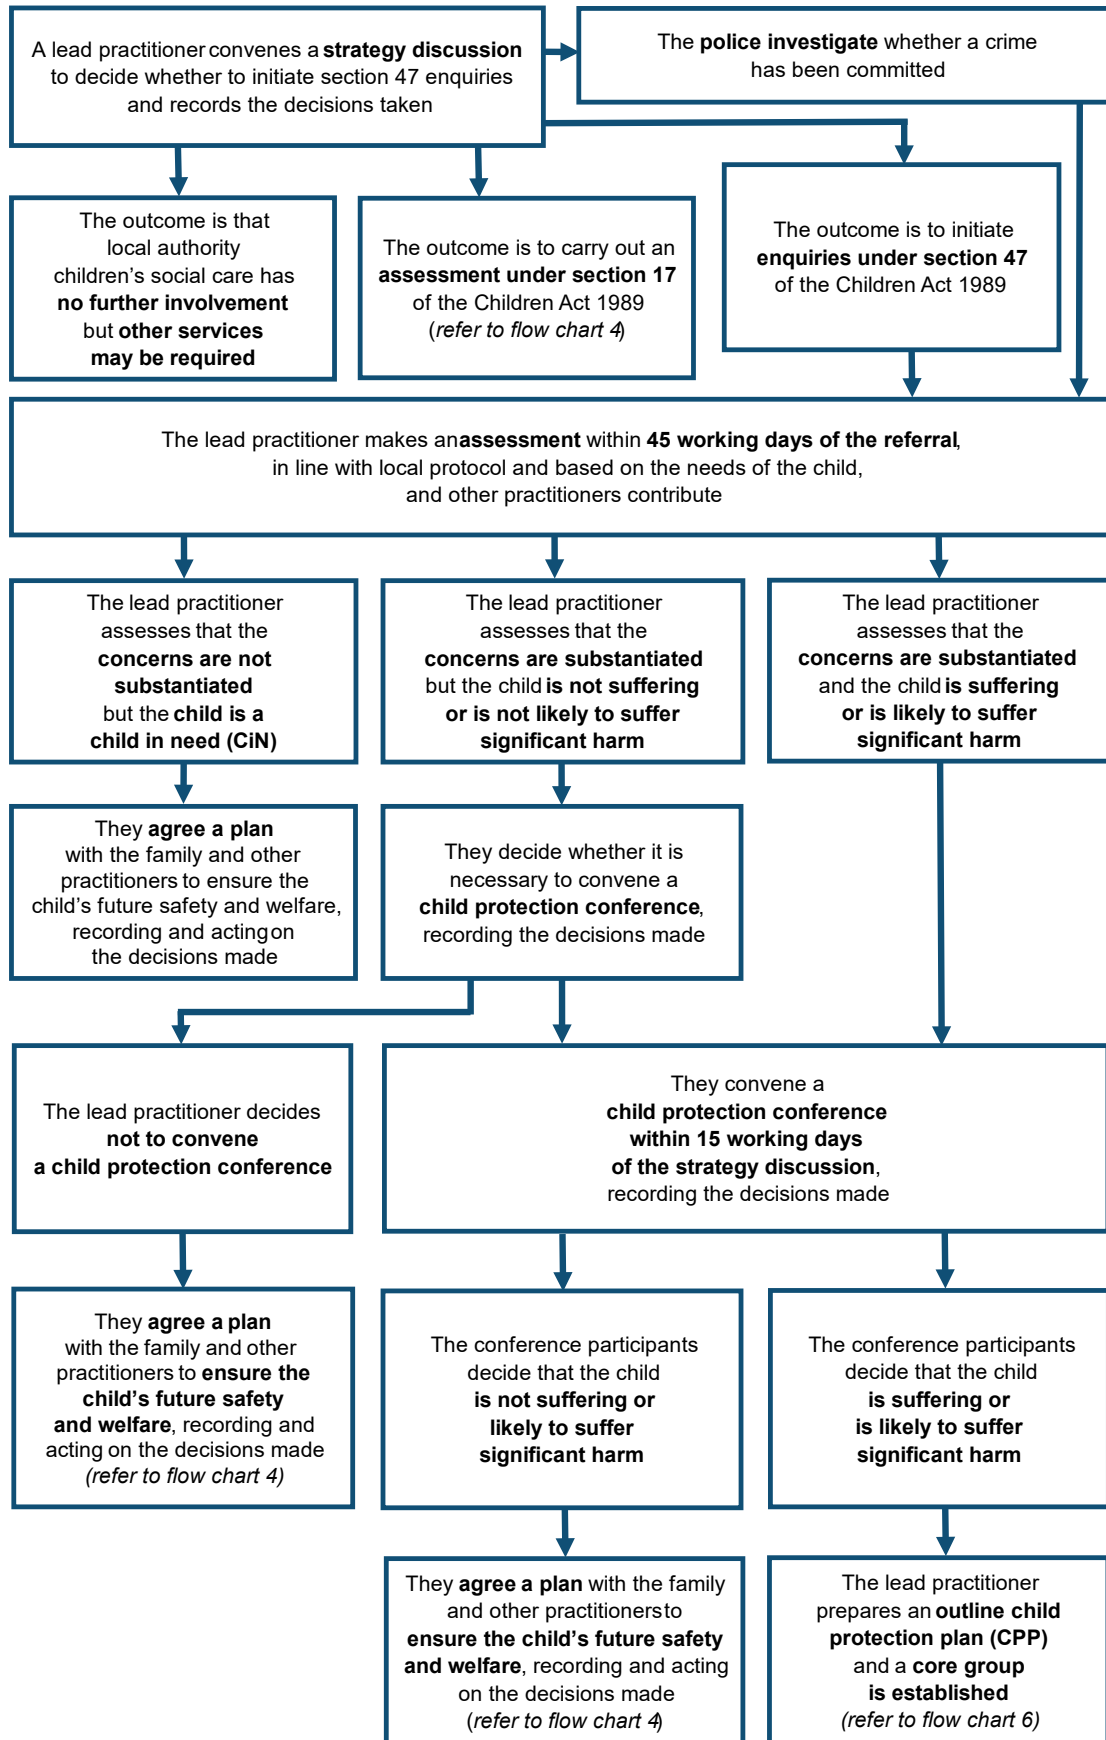 A lead practitioner convenes a strategy discussion
to decide whether to initiate section 47 enquiries
and records the decisions taken
The police investigate whether a crime
has been committed
The outcome is that
local authority
children’s social care has
no further involvement
but other services
may be required
The outcome is to carry out an
assessment under section 17
of the Children Act 1989
(refer to flow chart 4)
The outcome is to initiate
enquiries under section 47
of the Children Act 1989
The lead practitioner makes an assessment within 45 working days of the referral,
in line with local protocol and based on the needs of the child,
and other practitioners contribute
The lead practitioner
assesses that the
concerns are not
substantiated
but the child is a
child in need (CiN)
The lead practitioner
assesses that the
concerns are substantiated
but the child is not suffering
or is not likely to suffer
significant harm
The lead practitioner
assesses that the
concerns are substantiated
and the child is suffering
or is likely to suffer
significant harm
They agree a plan
with the family and other
practitioners to ensure the
child’s future safety and welfare,
recording and acting on
the decisions made
They decide whether it is
necessary to convene a
child protection conference,
recording the decisions made
The lead practitioner decides
not to convene
a child protection conference
They convene a
child protection conference
within 15 working days
of the strategy discussion,
recording the decisions made
They agree a plan
with the family and other
practitioners to ensure the
child’s future safety
and welfare, recording and
acting on the decisions made
(refer to flow chart 4)
The conference participants
decide that the child
is not suffering or
likely to suffer
significant harm
The conference participants
decide that the child
is suffering or
is likely to suffer
significant harm
They agree a plan with the family
and other practitioners to
ensure the child’s future safety
and welfare, recording and acting
on the decisions made
(refer to flow chart 4)
The lead practitioner
prepares an outline child
protection plan (CPP)
and a core group
is established
(refer to flow chart 6)